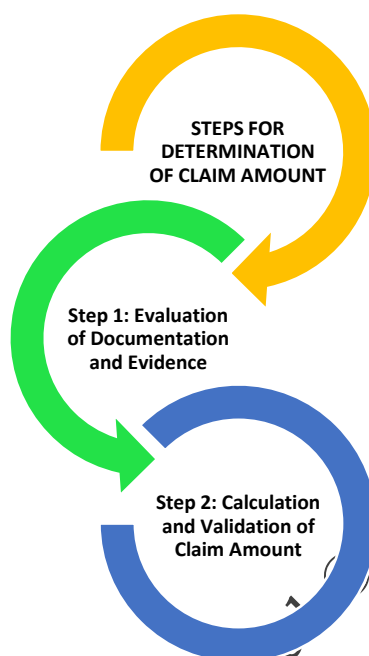 STEPS FOR
DETERMINATION
OF CLAIM AMOUNT
Step 1: Evaluation
of Documentation
and Evidence
Step 2: Calculation
and Validation of
Claim Amount